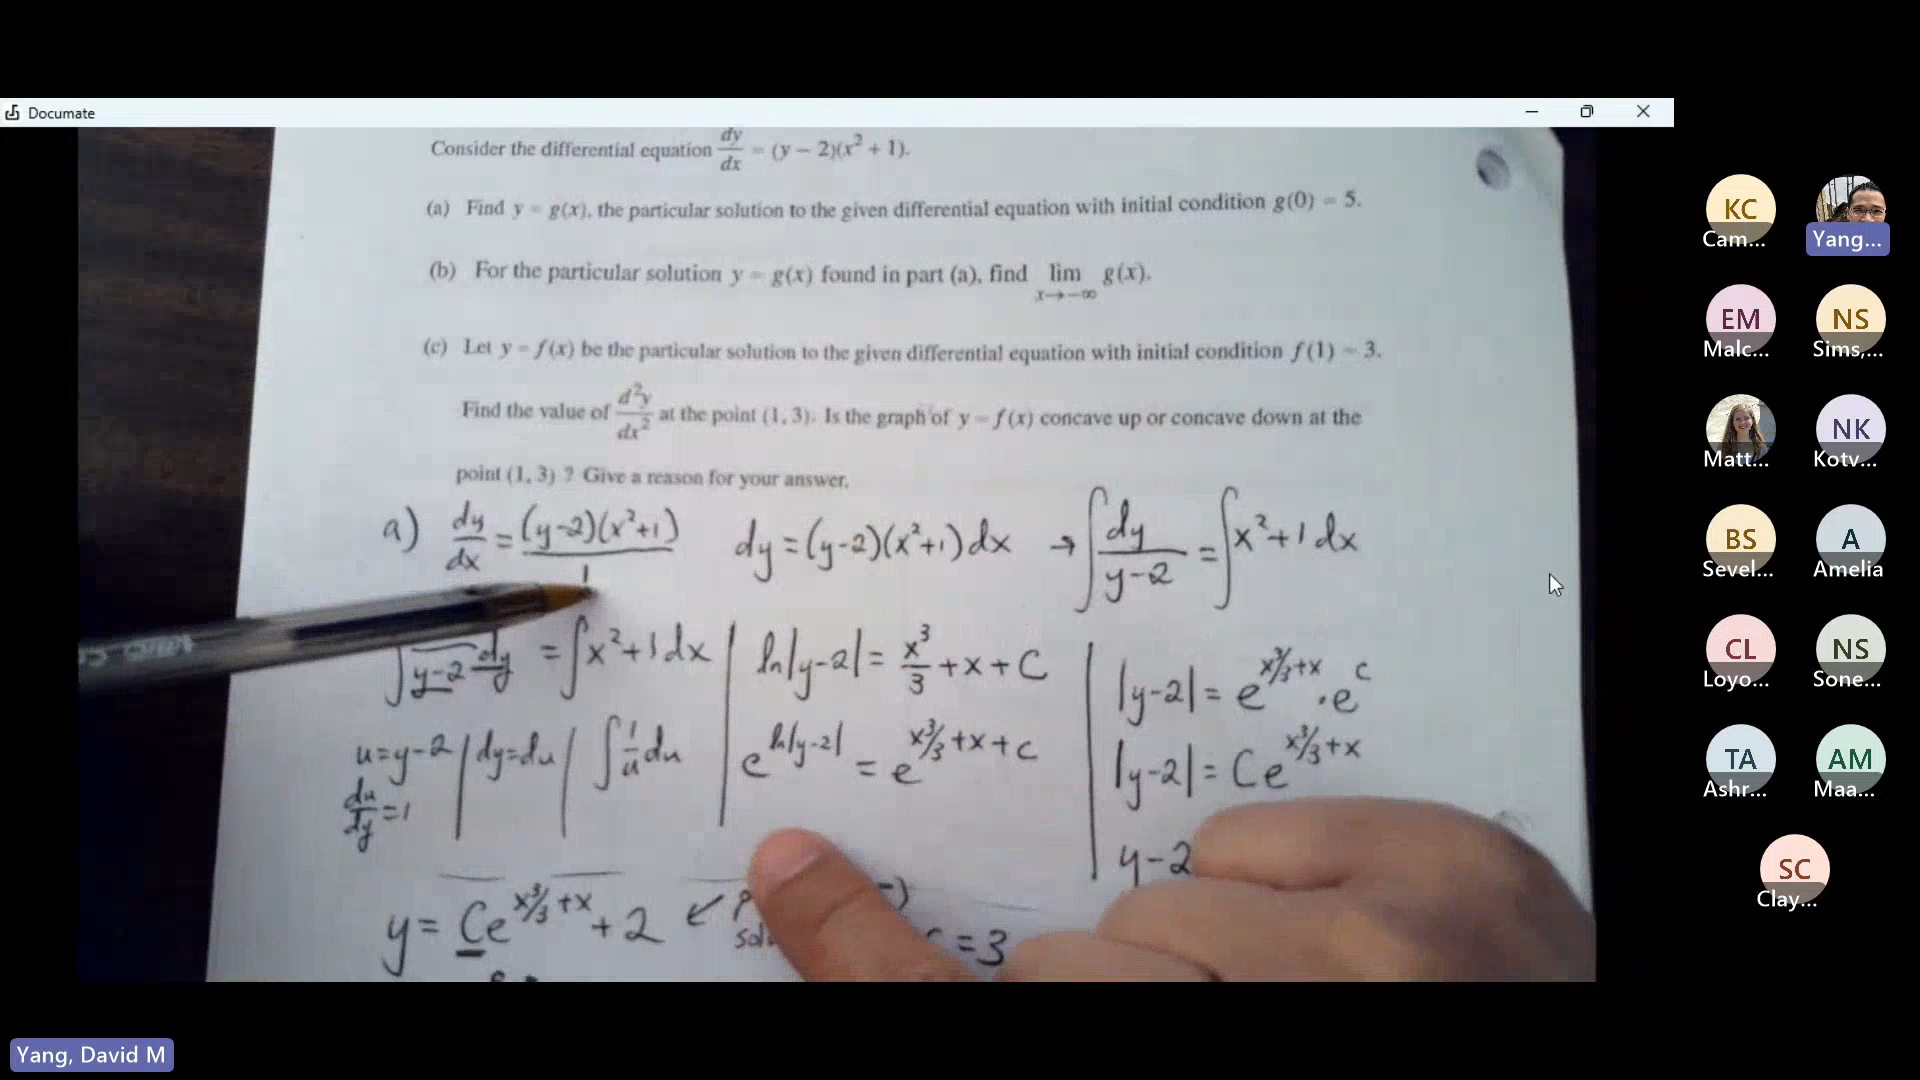 Documate
Consider the differential equation dy/dx = (y − 2)(x² + 1).
(a) Find y = g(x), the particular solution to the given differential equation with initial condition g(0) = 5.
(b) For the particular solution y = g(x) found in part (a), find lim x→−∞ g(x).
(c) Let y = f(x) be the particular solution to the given differential equation with initial condition f(1) = 3.
Find the value of d²y/dx² at the point (1, 3). Is the graph of y = f(x) concave up or concave down at the
point (1, 3) ? Give a reason for your answer.
a) dy/dx = (y-2)(x²+1)/1
dy = (y-2)(x²+1)dx → ∫ dy/(y-2) = ∫x²+1 dx
∫ y-2 dy = ∫x²+1dx
u=y-2 | dy=du | ∫ 1/u du
du/dy = 1
ln|y-2| = x³/3 + x + C
e^(ln|y-2|) = e^(x³/3 + x + c)
|y-2| = e^(x³/3+x) · e^c
|y-2| = Ce^(x³/3+x)
y-2
y = Ce^(x³/3+x) + 2 ←
=3
KC
Cam...
Yang...
EM
Malc...
NS
Sims,...
Matt...
NK
Kotv...
BS
Sevel...
A
Amelia
CL
Loyo...
NS
Sone...
TA
Ashr...
AM
Maa...
SC
Clay...
Yang, David M